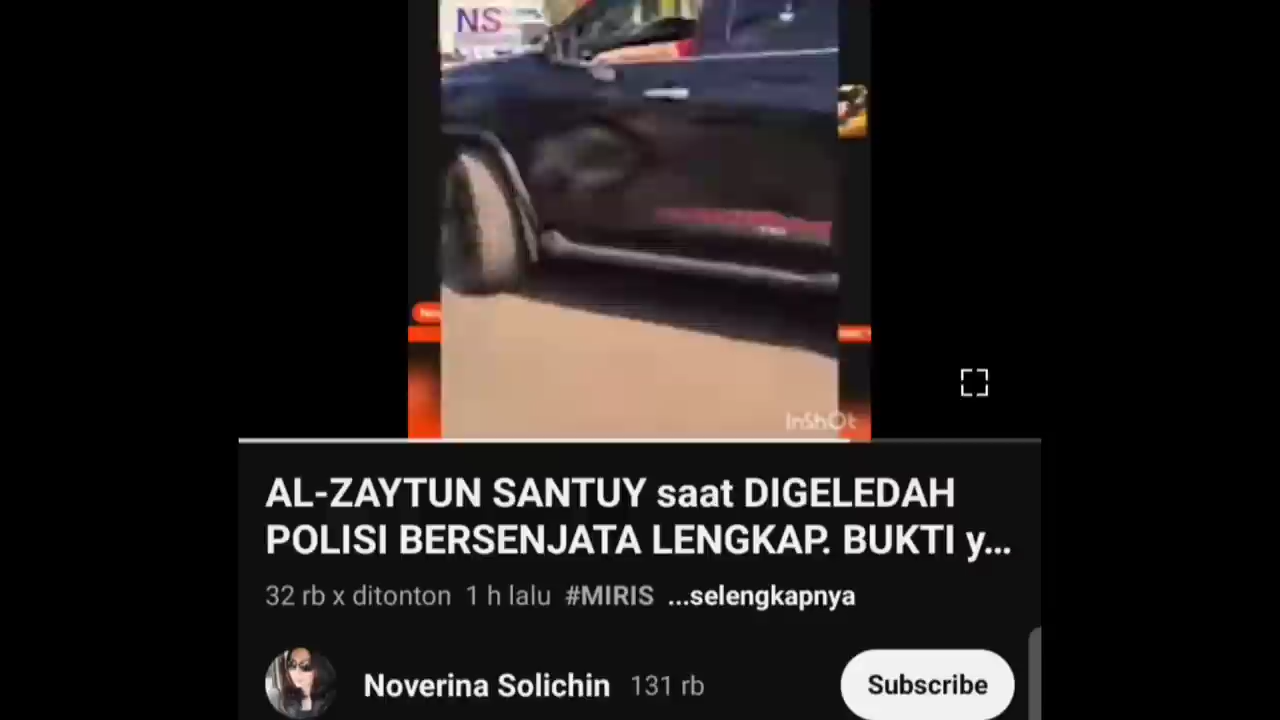 NS
InShOt
AL-ZAYTUN SANTUY saat DIGELEDAH
POLISI BERSENJATA LENGKAP. BUKTI y...
32 rb x ditonton 1 h lalu #MIRIS ...selengkapnya
Noverina Solichin 131 rb Subscribe